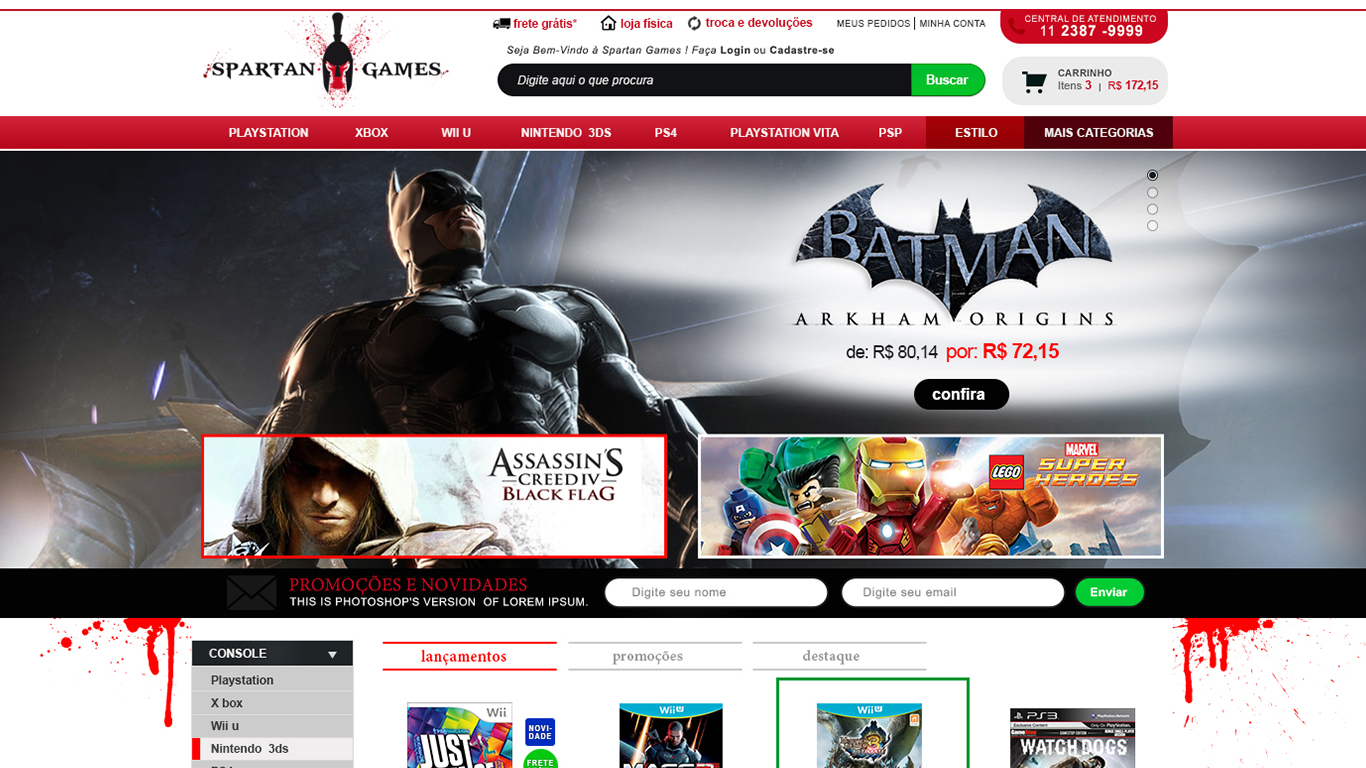 frete grátis*
loja física
troca e devoluções
MEUS PEDIDOS | MINHA CONTA
CENTRAL DE ATENDIMENTO
11 2387 -9999
Seja Bem-Vindo à Spartan Games ! Faça Login ou Cadastre-se
SPARTAN GAMES
Digite aqui o que procura
Buscar
CARRINHO
Itens 3 | R$ 172,15
PLAYSTATION
XBOX
WII U
NINTENDO 3DS
PS4
PLAYSTATION VITA
PSP
ESTILO
MAIS CATEGORIAS
BATMAN
ARKHAM ORIGINS
de: R$ 80,14 por: R$ 72,15
confira
ASSASSIN'S
CREED IV
BLACK FLAG
MARVEL
LEGO
SUPER
HEROES
PROMOÇÕES E NOVIDADES
THIS IS PHOTOSHOP'S VERSION OF LOREM IPSUM.
Digite seu nome
Digite seu email
Enviar
CONSOLE
Playstation
X box
Wii u
Nintendo 3ds
lançamentos
promoções
destaque
Wii
JUST
NOVI-
DADE
FRETE
Wii U
Wii U
3
PS3
WATCH DOGS